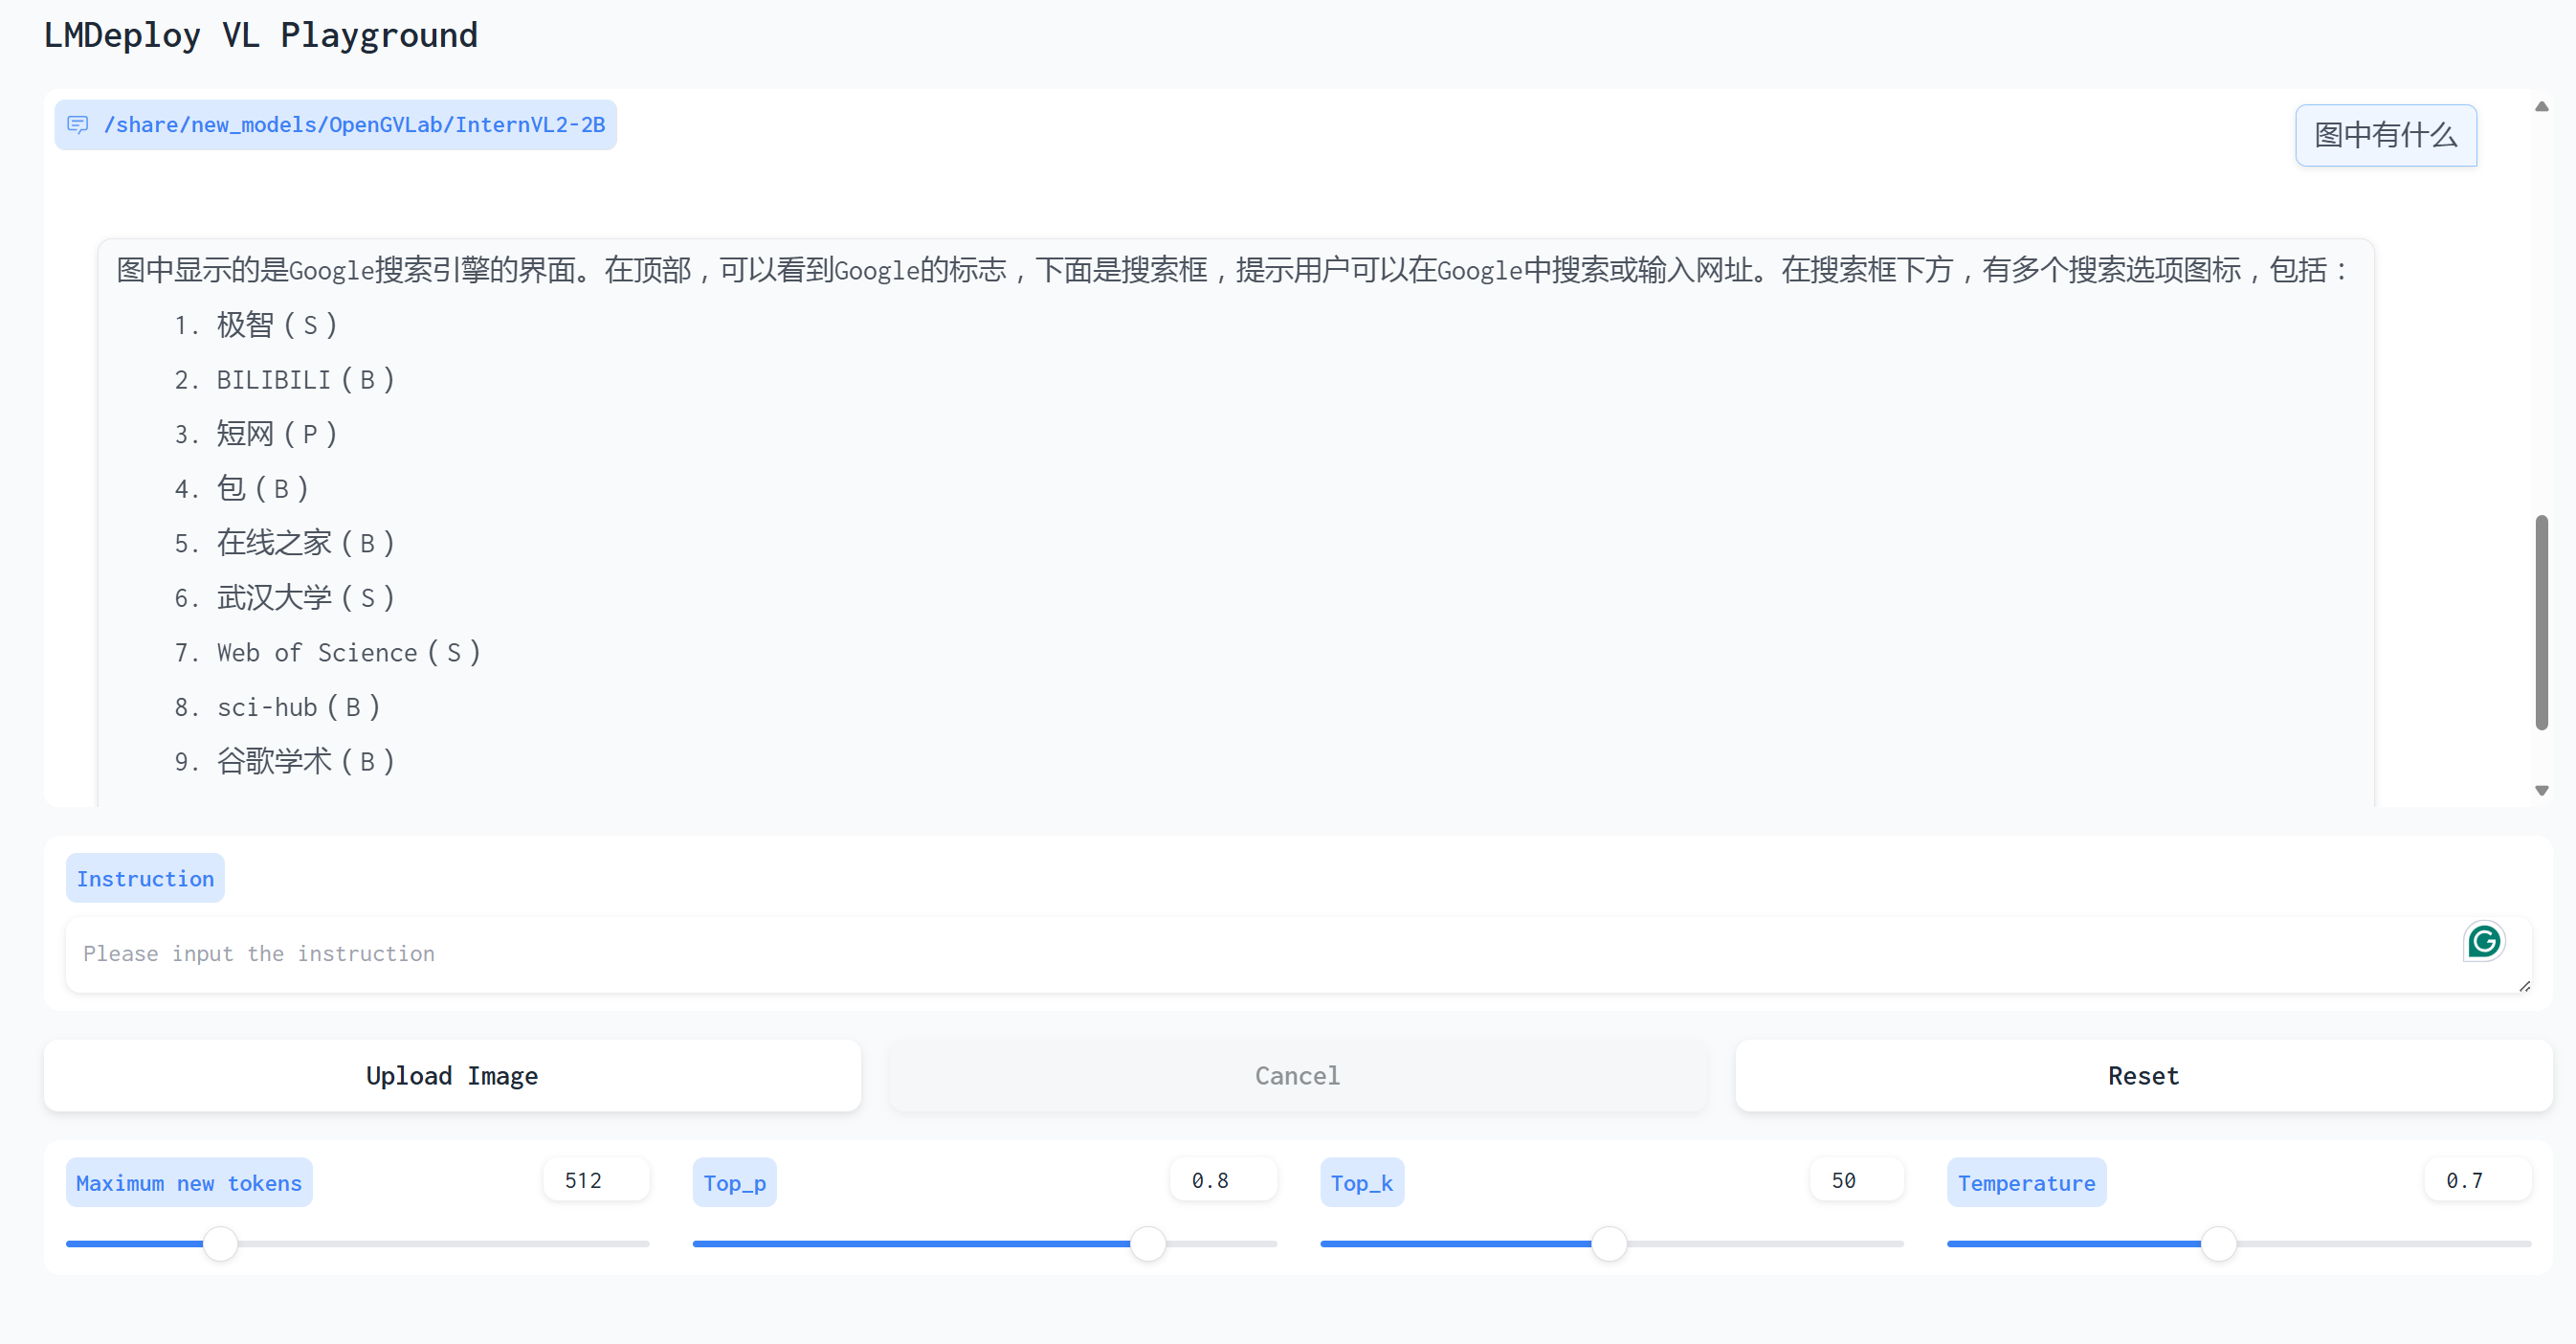 LMDeploy VL Playground
/share/new_models/OpenGVLab/InternVL2-2B
图中有什么
图中显示的是Google搜索引擎的界面。在顶部，可以看到Google的标志，下面是搜索框，提示用户可以在Google中搜索或输入网址。在搜索框下方，有多个搜索选项图标，包括：
1. 极智（S）
2. BILIBILI（B）
3. 短网（P）
4. 包（B）
5. 在线之家（B）
6. 武汉大学（S）
7. Web of Science（S）
8. sci-hub（B）
9. 谷歌学术（B）
Instruction
Please input the instruction
Upload Image
Cancel
Reset
Maximum new tokens 512
Top_p 0.8
Top_k 50
Temperature 0.7